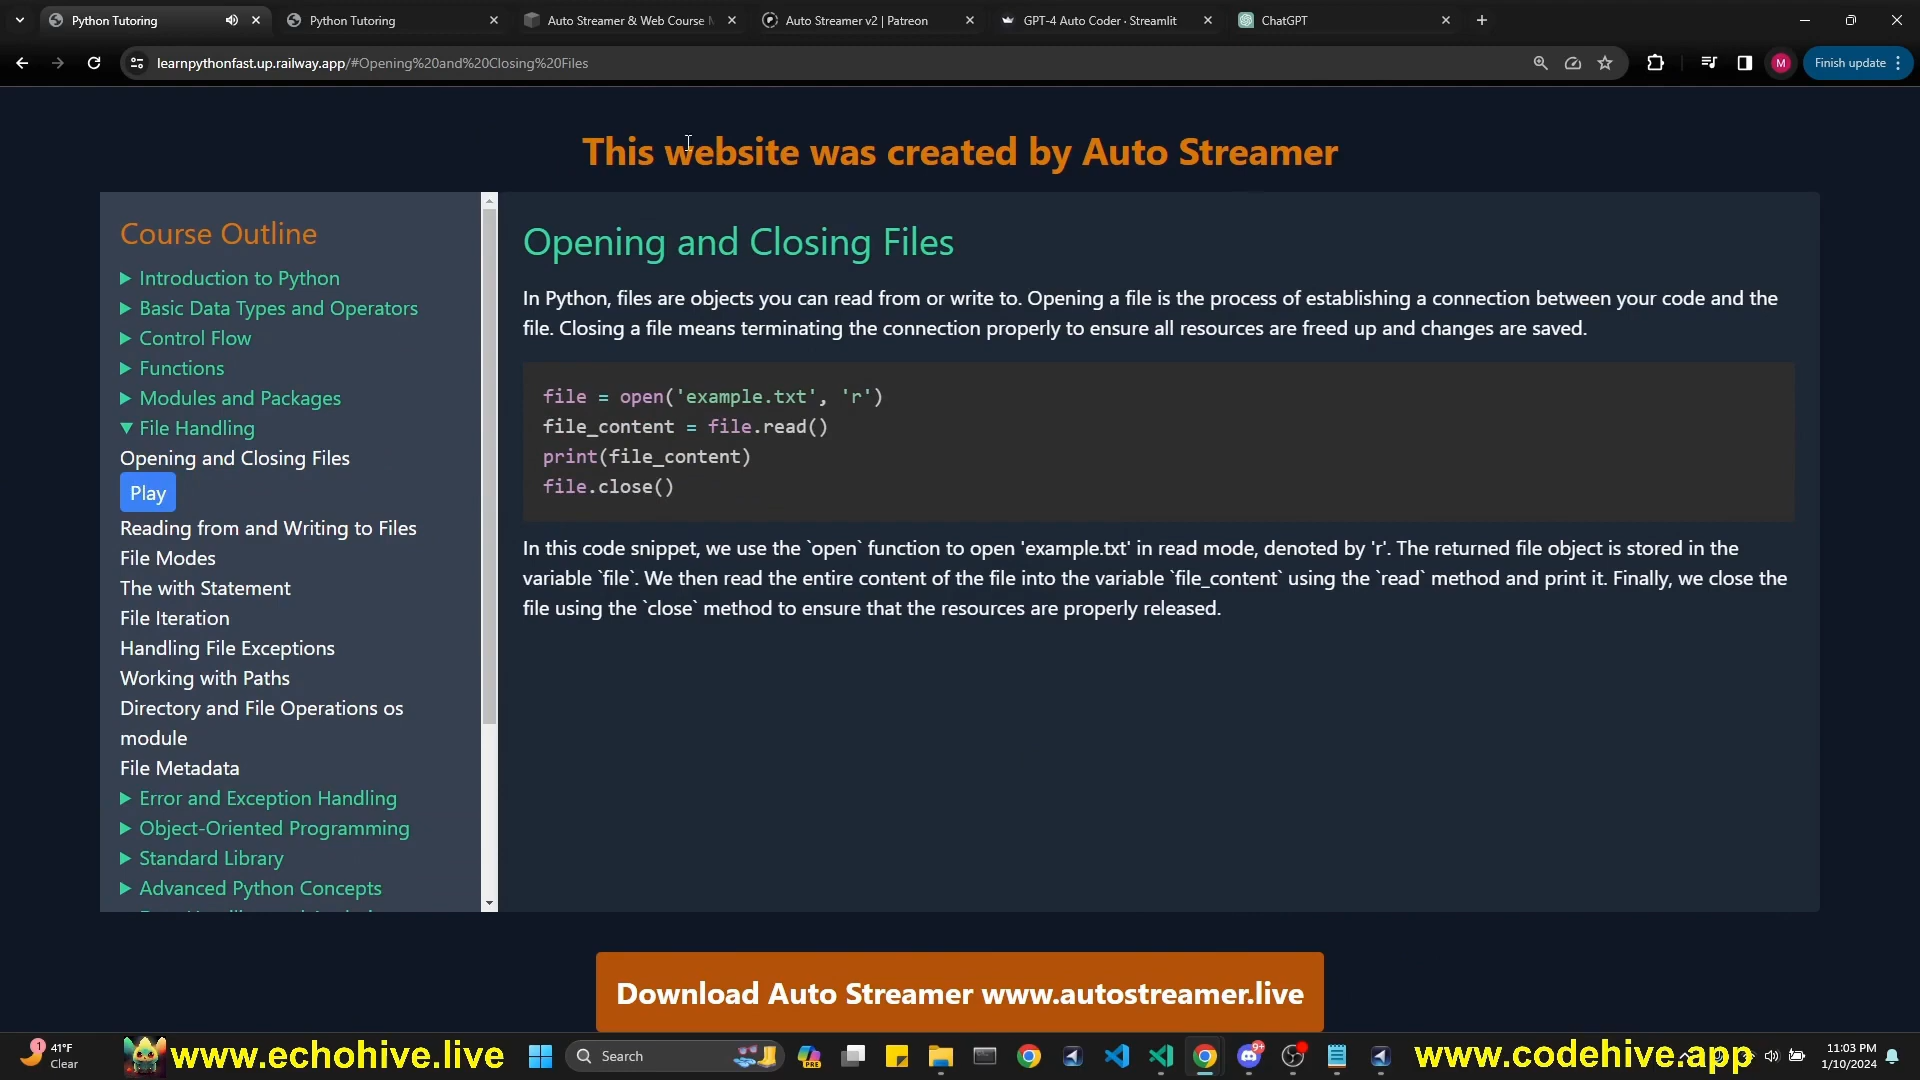 Python Tutoring
Python Tutoring
Auto Streamer & Web Course
Auto Streamer v2 | Patreon
GPT-4 Auto Coder · Streamlit
ChatGPT
learnpythonfast.up.railway.app/#Opening%20and%20Closing%20Files
M
Finish update
This website was created by Auto Streamer
Course Outline
Introduction to Python
Basic Data Types and Operators
Control Flow
Functions
Modules and Packages
File Handling
Opening and Closing Files
Play
Reading from and Writing to Files
File Modes
The with Statement
File Iteration
Handling File Exceptions
Working with Paths
Directory and File Operations os
module
File Metadata
Error and Exception Handling
Object-Oriented Programming
Standard Library
Advanced Python Concepts
Opening and Closing Files
In Python, files are objects you can read from or write to. Opening a file is the process of establishing a connection between your code and the
file. Closing a file means terminating the connection properly to ensure all resources are freed up and changes are saved.
file = open('example.txt', 'r')
file_content = file.read()
print(file_content)
file.close()
In this code snippet, we use the `open` function to open 'example.txt' in read mode, denoted by 'r'. The returned file object is stored in the
variable `file`. We then read the entire content of the file into the variable `file_content` using the `read` method and print it. Finally, we close the
file using the `close` method to ensure that the resources are properly released.
Download Auto Streamer www.autostreamer.live
1
41°F
Clear
www.echohive.live
Search
PRE
9+
www.codehive.app
11:03 PM
1/10/2024